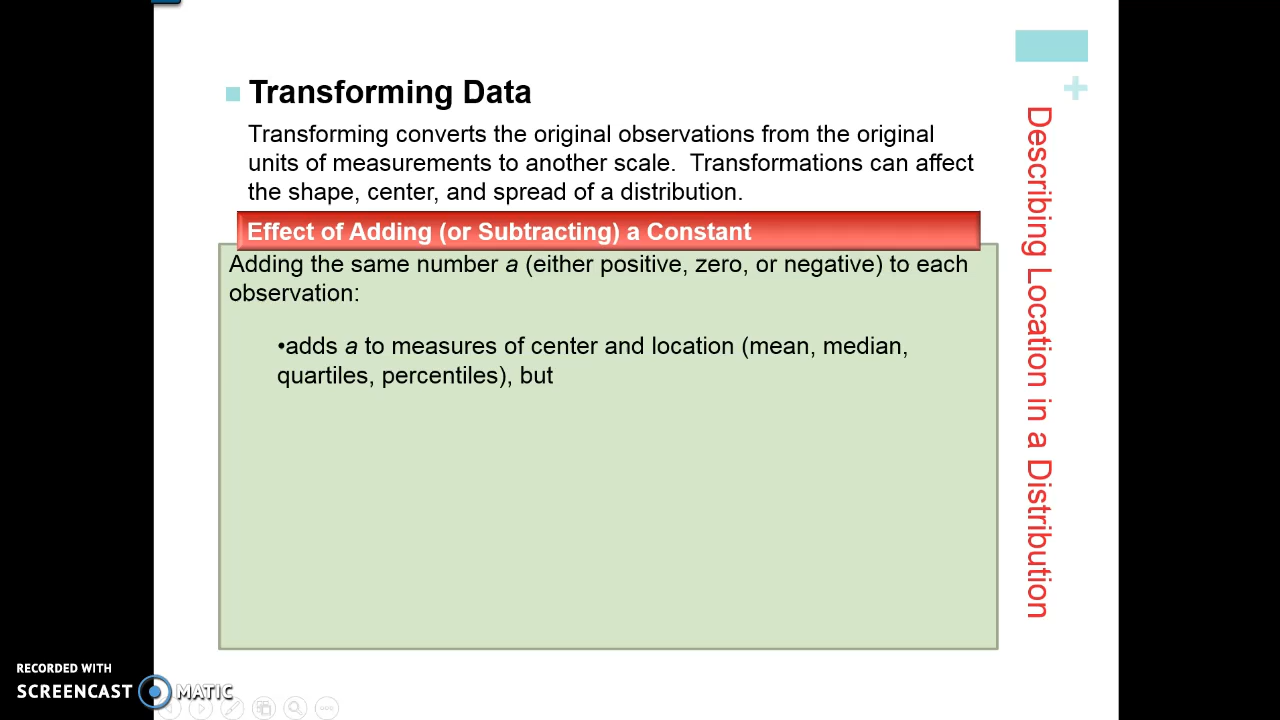 Transforming Data
Transforming converts the original observations from the original
units of measurements to another scale.  Transformations can affect
the shape, center, and spread of a distribution.
Effect of Adding (or Subtracting) a Constant
Adding the same number a (either positive, zero, or negative) to each
observation:
•adds a to measures of center and location (mean, median,
quartiles, percentiles), but
Describing Location in a Distribution
RECORDED WITH
SCREENCAST MATIC